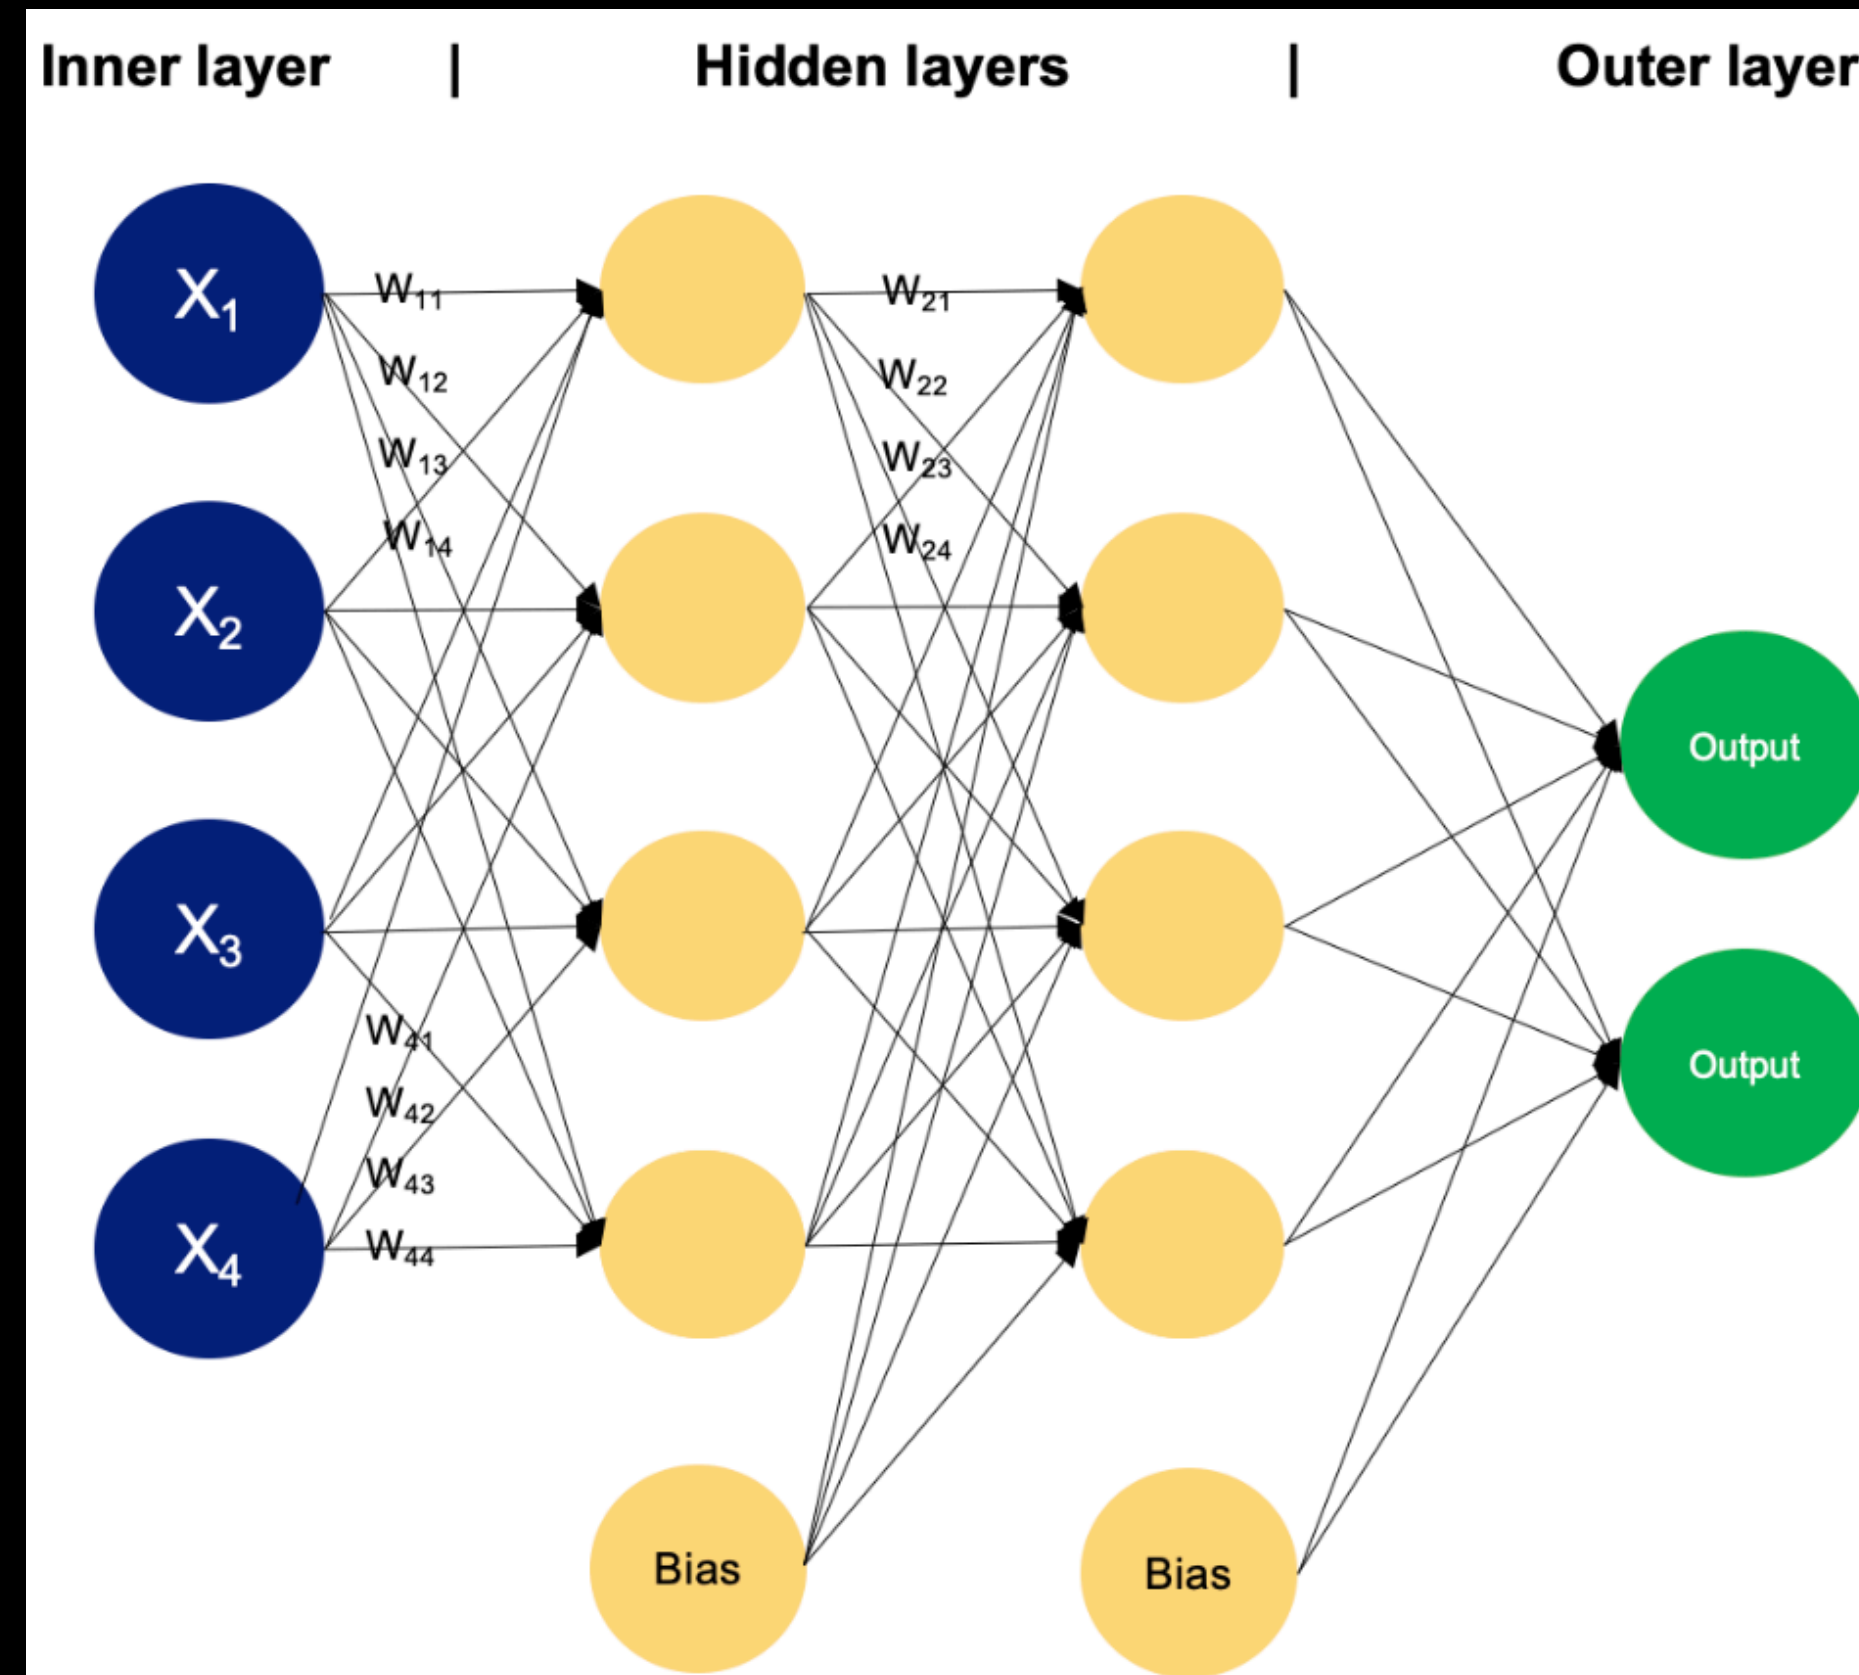 Inner layer | Hidden layers | Outer layer
X₁
W₁₁
W₁₂
W₁₃
W₁₄
W₂₁
W₂₂
W₂₃
W₂₄
X₂
Output
X₃
W₄₁
W₄₂
W₄₃
W₄₄
Output
X₄
Bias
Bias